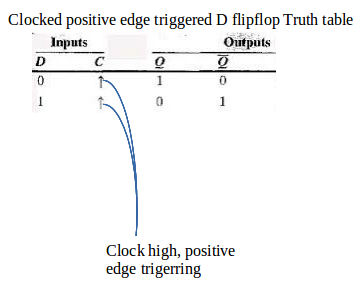 Clocked positive edge triggered D flipflop Truth table
Inputs Outputs
D C Q Q̅
0 ↑ 1 0
1 ↑ 0 1
Clock high, positive
edge trigerring